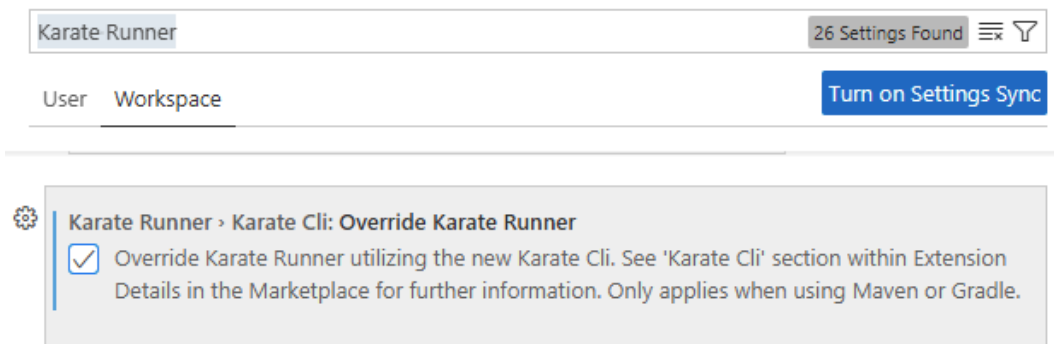 Karate Runner
26 Settings Found
User Workspace
Turn on Settings Sync
Karate Runner › Karate Cli: Override Karate Runner
Override Karate Runner utilizing the new Karate Cli. See 'Karate Cli' section within Extension
Details in the Marketplace for further information. Only applies when using Maven or Gradle.